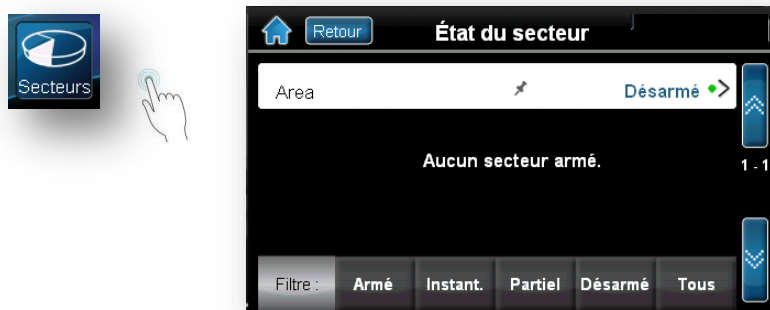 Secteurs
Retour État du secteur
Area Désarmé
Aucun secteur armé.
1 - 1
Filtre : Armé Instant. Partiel Désarmé Tous